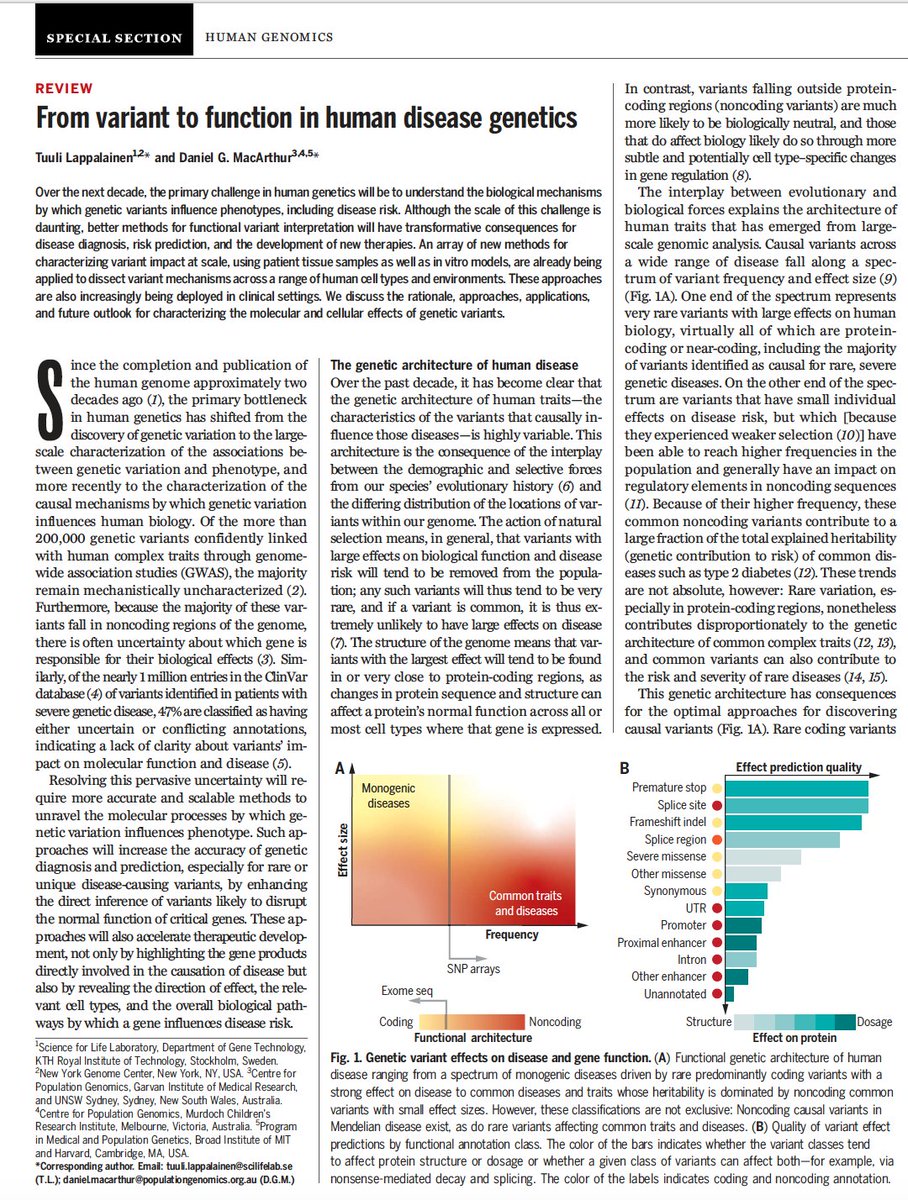 SPECIAL SECTION
HUMAN GENOMICS
REVIEW
From variant to function in human disease genetics
Tuuli Lappalainen1,2* and Daniel G. MacArthur3,4,5*
Over the next decade, the primary challenge in human genetics will be to understand the biological mechanisms
by which genetic variants influence phenotypes, including disease risk. Although the scale of this challenge is
daunting, better methods for functional variant interpretation will have transformative consequences for
disease diagnosis, risk prediction, and the development of new therapies. An array of new methods for
characterizing variant impact at scale, using patient tissue samples as well as in vitro models, are already being
applied to dissect variant mechanisms across a range of human cell types and environments. These approaches
are also increasingly being deployed in clinical settings. We discuss the rationale, approaches, applications,
and future outlook for characterizing the molecular and cellular effects of genetic variants.
Since the completion and publication of
the human genome approximately two
decades ago (1), the primary bottleneck
in human genetics has shifted from the
discovery of genetic variation to the large-
scale characterization of the associations be-
tween genetic variation and phenotype, and
more recently to the characterization of the
causal mechanisms by which genetic variation
influences human biology. Of the more than
200,000 genetic variants confidently linked
with human complex traits through genome-
wide association studies (GWAS), the majority
remain mechanistically uncharacterized (2).
Furthermore, because the majority of these var-
iants fall in noncoding regions of the genome,
there is often uncertainty about which gene is
responsible for their biological effects (3). Sim-
ilarly, of the nearly 1 million entries in the ClinVar
database (4) of variants identified in patients with
severe genetic disease, 47% are classified as having
either uncertain or conflicting annotations,
indicating a lack of clarity about variants' im-
pact on molecular function and disease (5).
Resolving this pervasive uncertainty will re-
quire more accurate and scalable methods to
unravel the molecular processes by which ge-
netic variation influences phenotype. Such ap-
proaches will increase the accuracy of genetic
diagnosis and prediction, especially for rare or
unique disease-causing variants, by enhancing
the direct inference of variants likely to disrupt
the normal function of critical genes. These ap-
proaches will also accelerate therapeutic develop-
ment, not only by highlighting the gene products
directly involved in the causation of disease but
also by revealing the direction of effect, the rele-
vant cell types, and the overall biological path-
ways by which a gene influences disease risk.
1Science for Life Laboratory, Department of Gene Technology,
KTH Royal Institute of Technology, Stockholm, Sweden.
2New York Genome Center, New York, NY, USA. 3Centre for
Population Genomics, Garvan Institute of Medical Research,
and UNSW Sydney, Sydney, New South Wales, Australia.
4Centre for Population Genomics, Murdoch Children's
Research Institute, Melbourne, Victoria, Australia. 5Program
in Medical and Population Genetics, Broad Institute of MIT
and Harvard, Cambridge, MA, USA.
*Corresponding author. Email: tuuli.lappalainen@scilifelab.se
(T.L.); daniel.macarthur@populationgenomics.org.au (D.G.M.)
The genetic architecture of human disease
Over the past decade, it has become clear that
the genetic architecture of human traits—the
characteristics of the variants that causally in-
fluence those diseases—is highly variable. This
architecture is the consequence of the interplay
between the demographic and selective forces
from our species' evolutionary history (6) and
the differing distribution of the locations of var-
iants within our genome. The action of natural
selection means, in general, that variants with
large effects on biological function and disease
risk will tend to be removed from the popula-
tion; any such variants will thus tend to be very
rare, and if a variant is common, it is thus ex-
tremely unlikely to have large effects on disease
(7). The structure of the genome means that var-
iants with the largest effect will tend to be found
in or very close to protein-coding regions, as
changes in protein sequence and structure can
affect a protein's normal function across all or
most cell types where that gene is expressed.
In contrast, variants falling outside protein-
coding regions (noncoding variants) are much
more likely to be biologically neutral, and those
that do affect biology likely do so through more
subtle and potentially cell type–specific changes
in gene regulation (8).
The interplay between evolutionary and
biological forces explains the architecture of
human traits that has emerged from large-
scale genomic analysis. Causal variants across
a wide range of disease fall along a spec-
trum of variant frequency and effect size (9)
(Fig. 1A). One end of the spectrum represents
very rare variants with large effects on human
biology, virtually all of which are protein-
coding or near-coding, including the majority
of variants identified as causal for rare, severe
genetic diseases. On the other end of the spec-
trum are variants that have small individual
effects on disease risk, but which [because
they experienced weaker selection (10)] have
been able to reach higher frequencies in the
population and generally have an impact on
regulatory elements in noncoding sequences
(11). Because of their higher frequency, these
common noncoding variants contribute to a
large fraction of the total explained heritability
(genetic contribution to risk) of common dis-
eases such as type 2 diabetes (12). These trends
are not absolute, however: Rare variation, es-
pecially in protein-coding regions, nonetheless
contributes disproportionately to the genetic
architecture of common complex traits (12, 13),
and common variants can also contribute to
the risk and severity of rare diseases (14, 15).
This genetic architecture has consequences
for the optimal approaches for discovering
causal variants (Fig. 1A). Rare coding variants
A
Monogenic
diseases
Effect size
Common traits
and diseases
Frequency
SNP arrays
Exome seq
Coding
Noncoding
Functional architecture
B
Effect prediction quality
Premature stop
Splice site
Frameshift indel
Splice region
Severe missense
Other missense
Synonymous
UTR
Promoter
Proximal enhancer
Intron
Other enhancer
Unannotated
Structure
Dosage
Effect on protein
Fig. 1. Genetic variant effects on disease and gene function. (A) Functional genetic architecture of human
disease ranging from a spectrum of monogenic diseases driven by rare predominantly coding variants with a
strong effect on disease to common diseases and traits whose heritability is dominated by noncoding common
variants with small effect sizes. However, these classifications are not exclusive: Noncoding causal variants in
Mendelian disease exist, as do rare variants affecting common traits and diseases. (B) Quality of variant effect
predictions by functional annotation class. The color of the bars indicates whether the variant classes tend
to affect protein structure or dosage or whether a given class of variants can affect both—for example, via
nonsense-mediated decay and splicing. The color of the labels indicates coding and noncoding annotation.